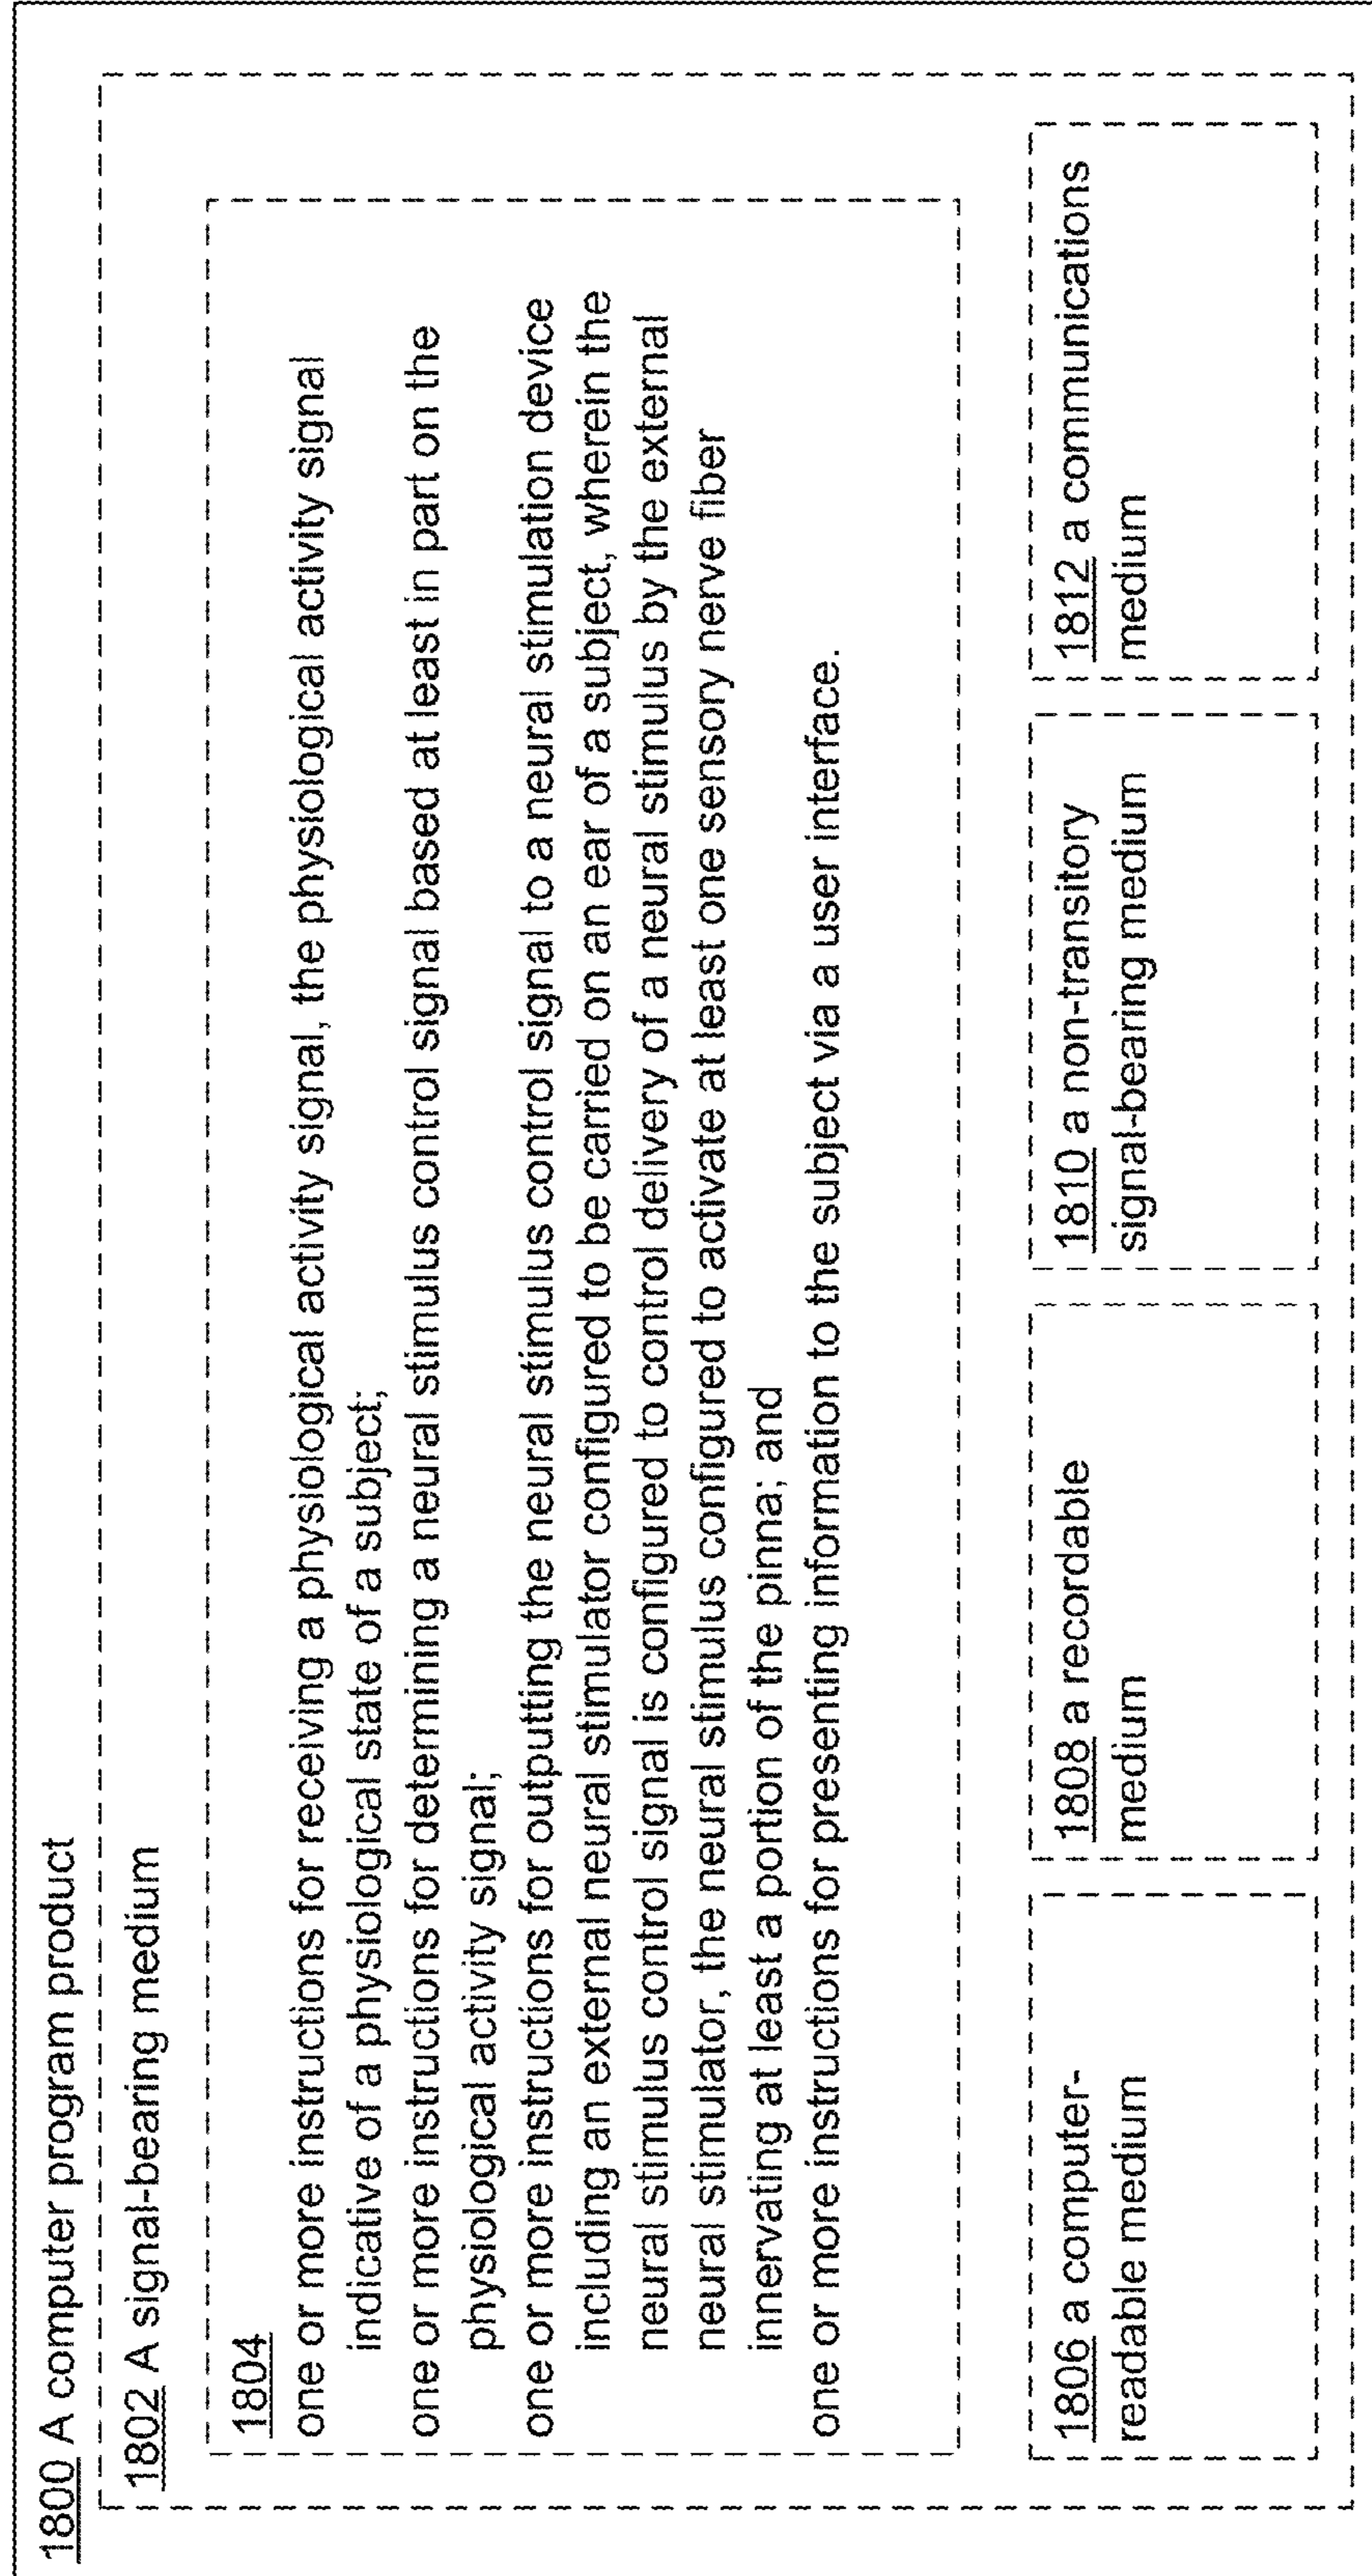 1800 A computer program product
1802 A signal-bearing medium
1804
one or more instructions for receiving a physiological activity signal, the physiological activity signal
indicative of a physiological state of a subject;
one or more instructions for determining a neural stimulus control signal based at least in part on the
physiological activity signal;
one or more instructions for outputting the neural stimulus control signal to a neural stimulation device
including an external neural stimulator configured to be carried on an ear of a subject, wherein the
neural stimulus control signal is configured to control delivery of a neural stimulus by the external
neural stimulator, the neural stimulus configured to activate at least one sensory nerve fiber
innervating at least a portion of the pinna; and
one or more instructions for presenting information to the subject via a user interface.
1806 a computer-
readable medium
1808 a recordable
medium
1810 a non-transitory
signal-bearing medium
1812 a communications
medium